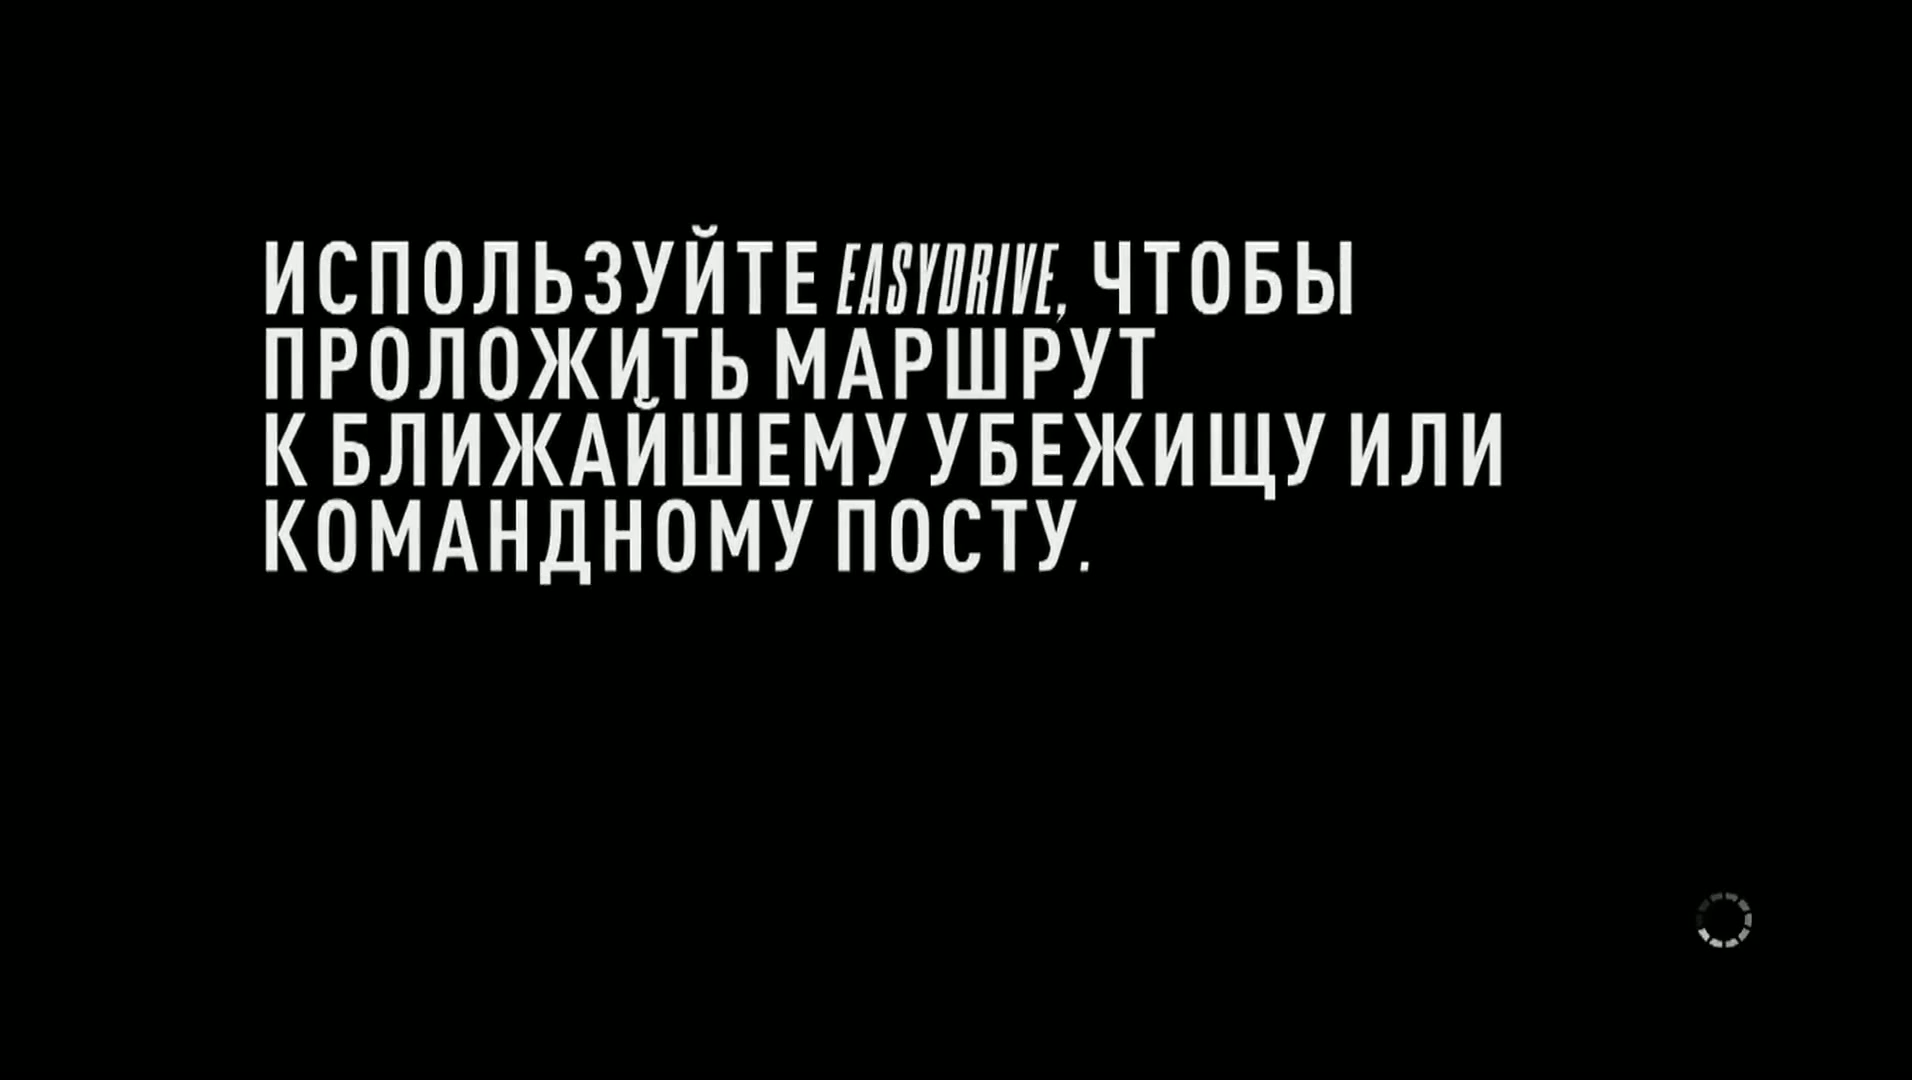 ИСПОЛЬЗУЙТЕ EASYDRIVE, ЧТОБЫ
ПРОЛОЖИТЬ МАРШРУТ
К БЛИЖАЙШЕМУ УБЕЖИЩУ ИЛИ
КОМАНДНОМУ ПОСТУ.